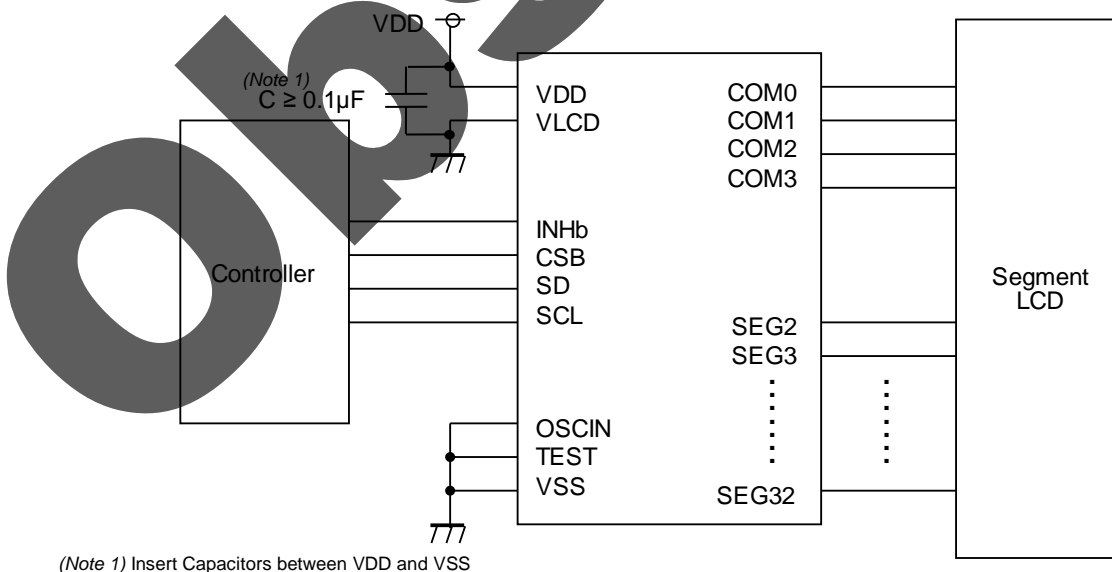 VDD
(Note 1)
C ≥ 0.1µF
Controller
VDD
VLCD
INHb
CSB
SD
SCL
OSCIN
TEST
VSS
COM0
COM1
COM2
COM3
SEG2
SEG3
SEG32
Segment
LCD
(Note 1) Insert Capacitors between VDD and VSS